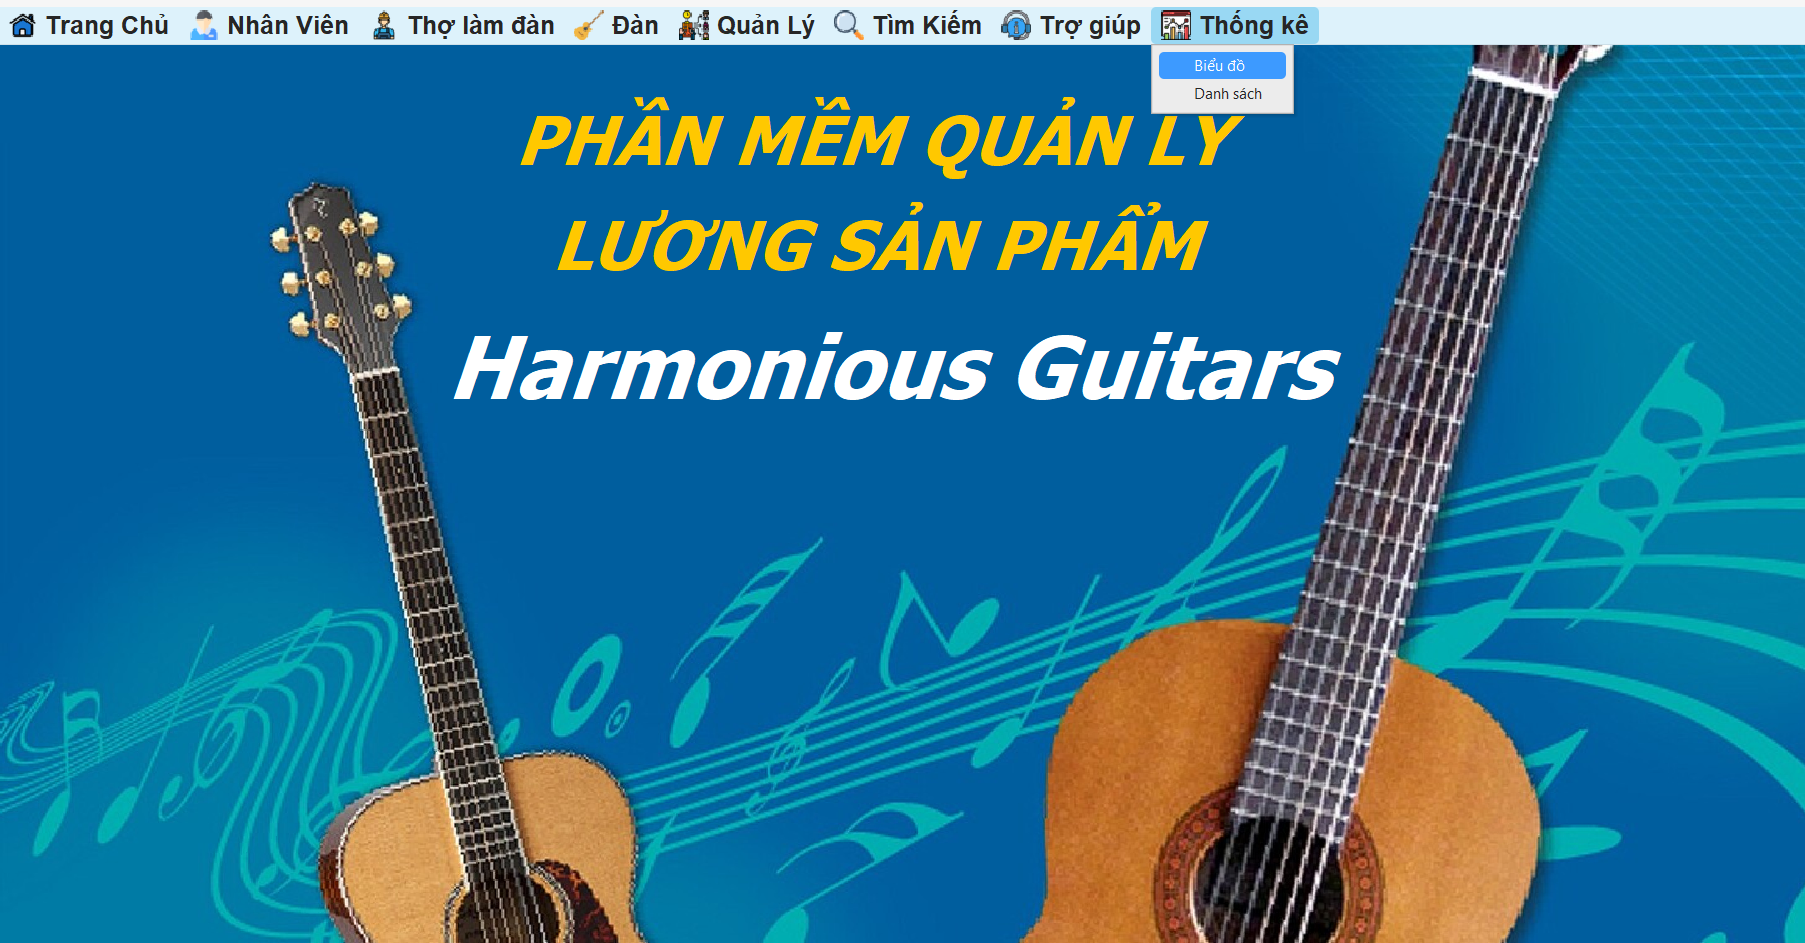 Trang Chủ Nhân Viên Thợ làm đàn Đàn Quản Lý Tìm Kiếm Trợ giúp Thống kê
Biểu đồ
Danh sách
PHẦN MỀM QUẢN LÝ
LƯƠNG SẢN PHẨM
Harmonious Guitars